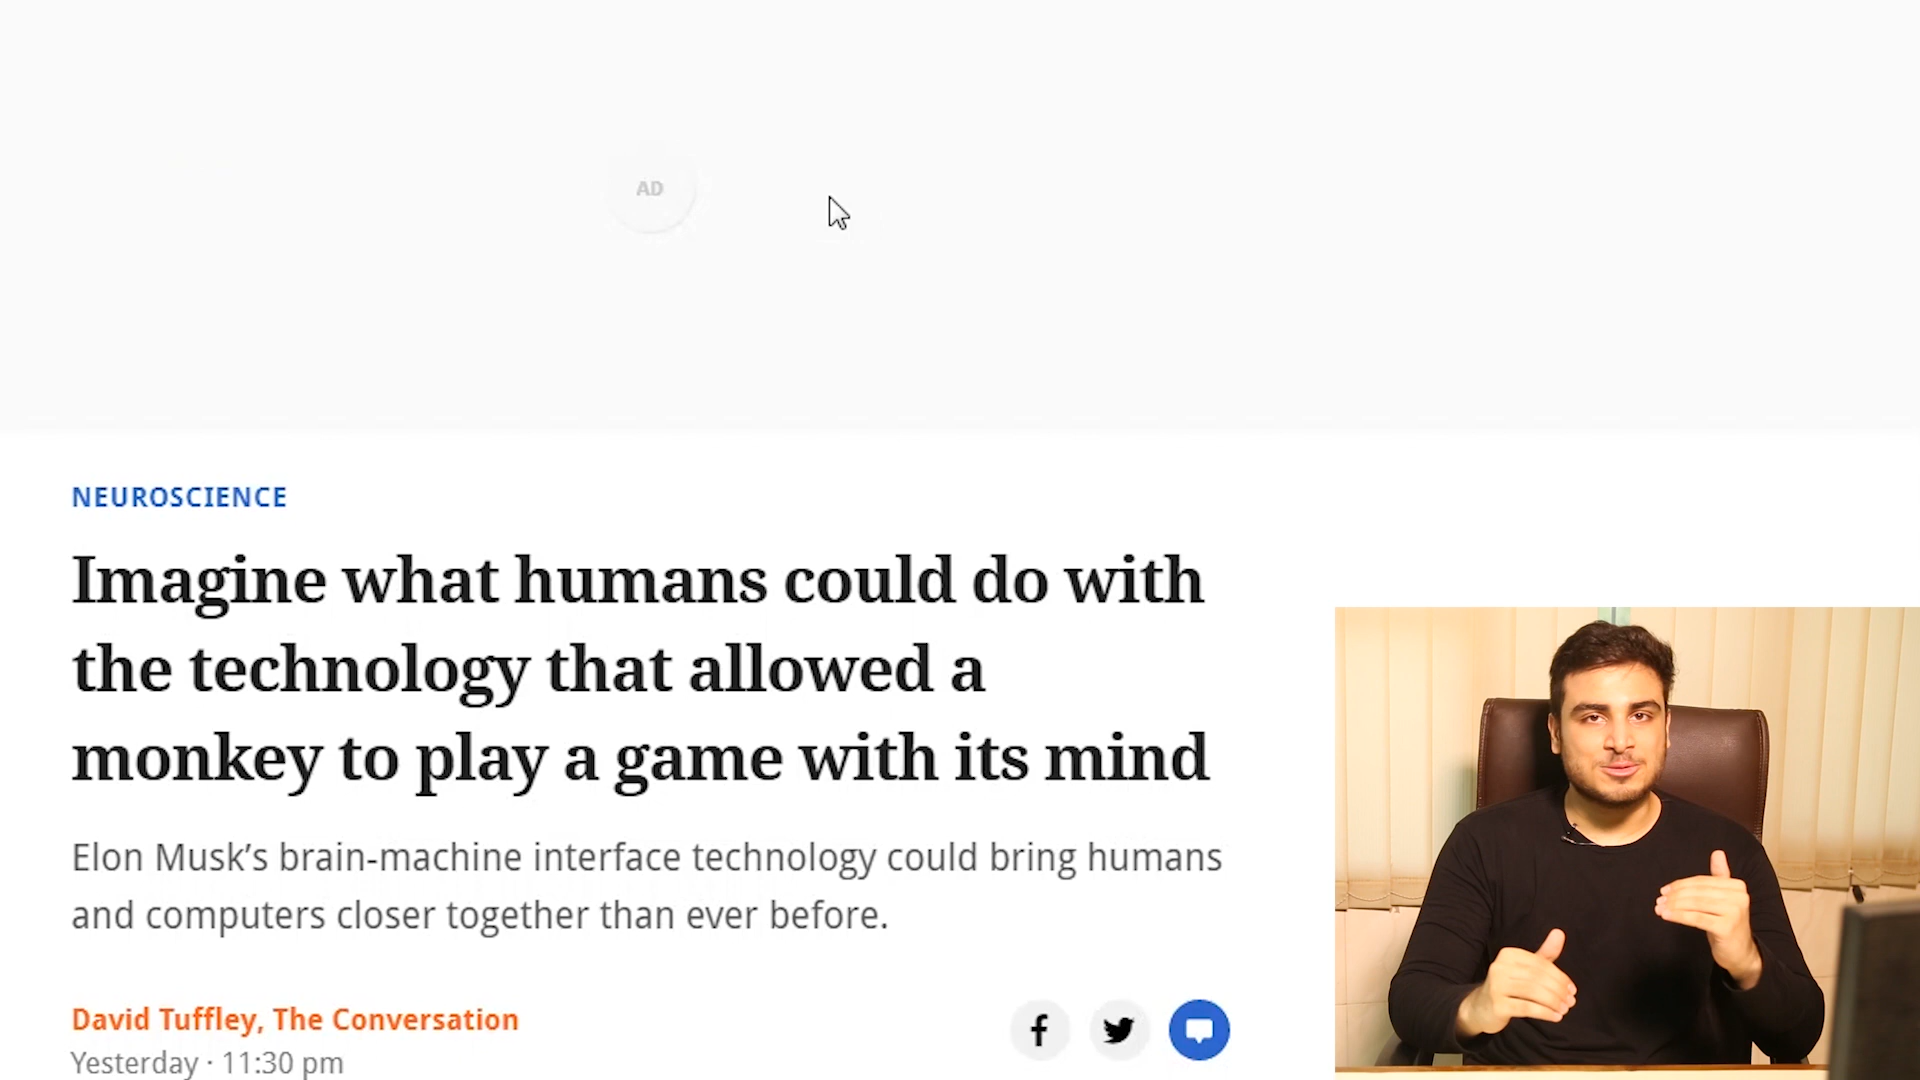 AD
NEUROSCIENCE
Imagine what humans could do with
the technology that allowed a
monkey to play a game with its mind
Elon Musk’s brain-machine interface technology could bring humans
and computers closer together than ever before.
David Tuffley, The Conversation
Yesterday · 11:30 pm